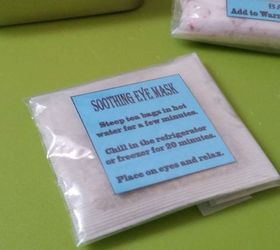 SOOTHING EYE MASK
Steep tea bags in hot
water for a few minutes.
Chill in the refrigerator
or freezer for 20 minutes.
Place on eyes and relax.
BA
Add to Warm